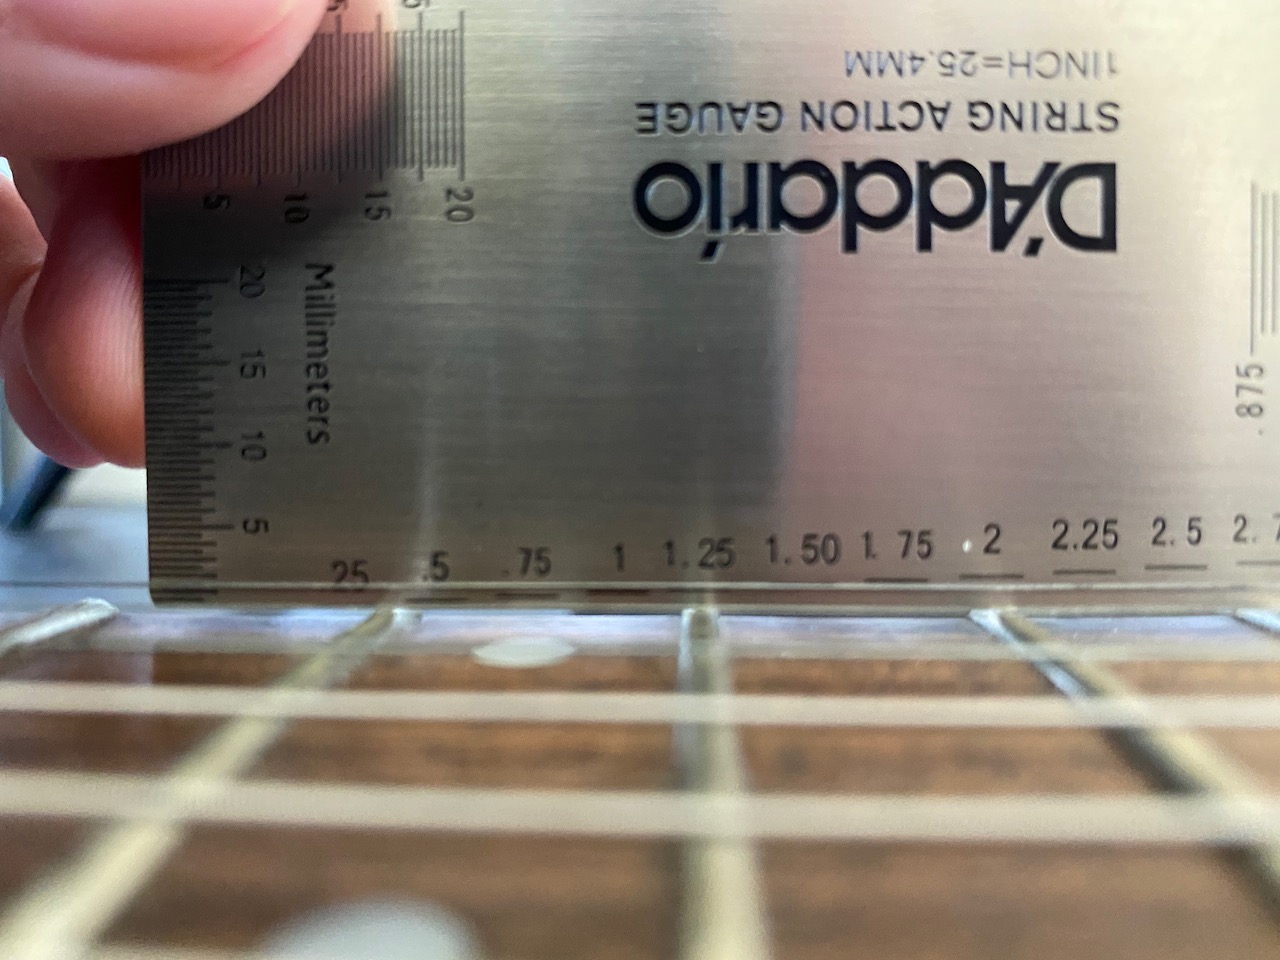 D'Addario
STRING ACTION GAUGE
1INCH=25.4MM
5 10 15 20
Millimeters
20 15 10 5
.875
25 .5 .75 1 1.25 1.50 1.75 2 2.25 2.5